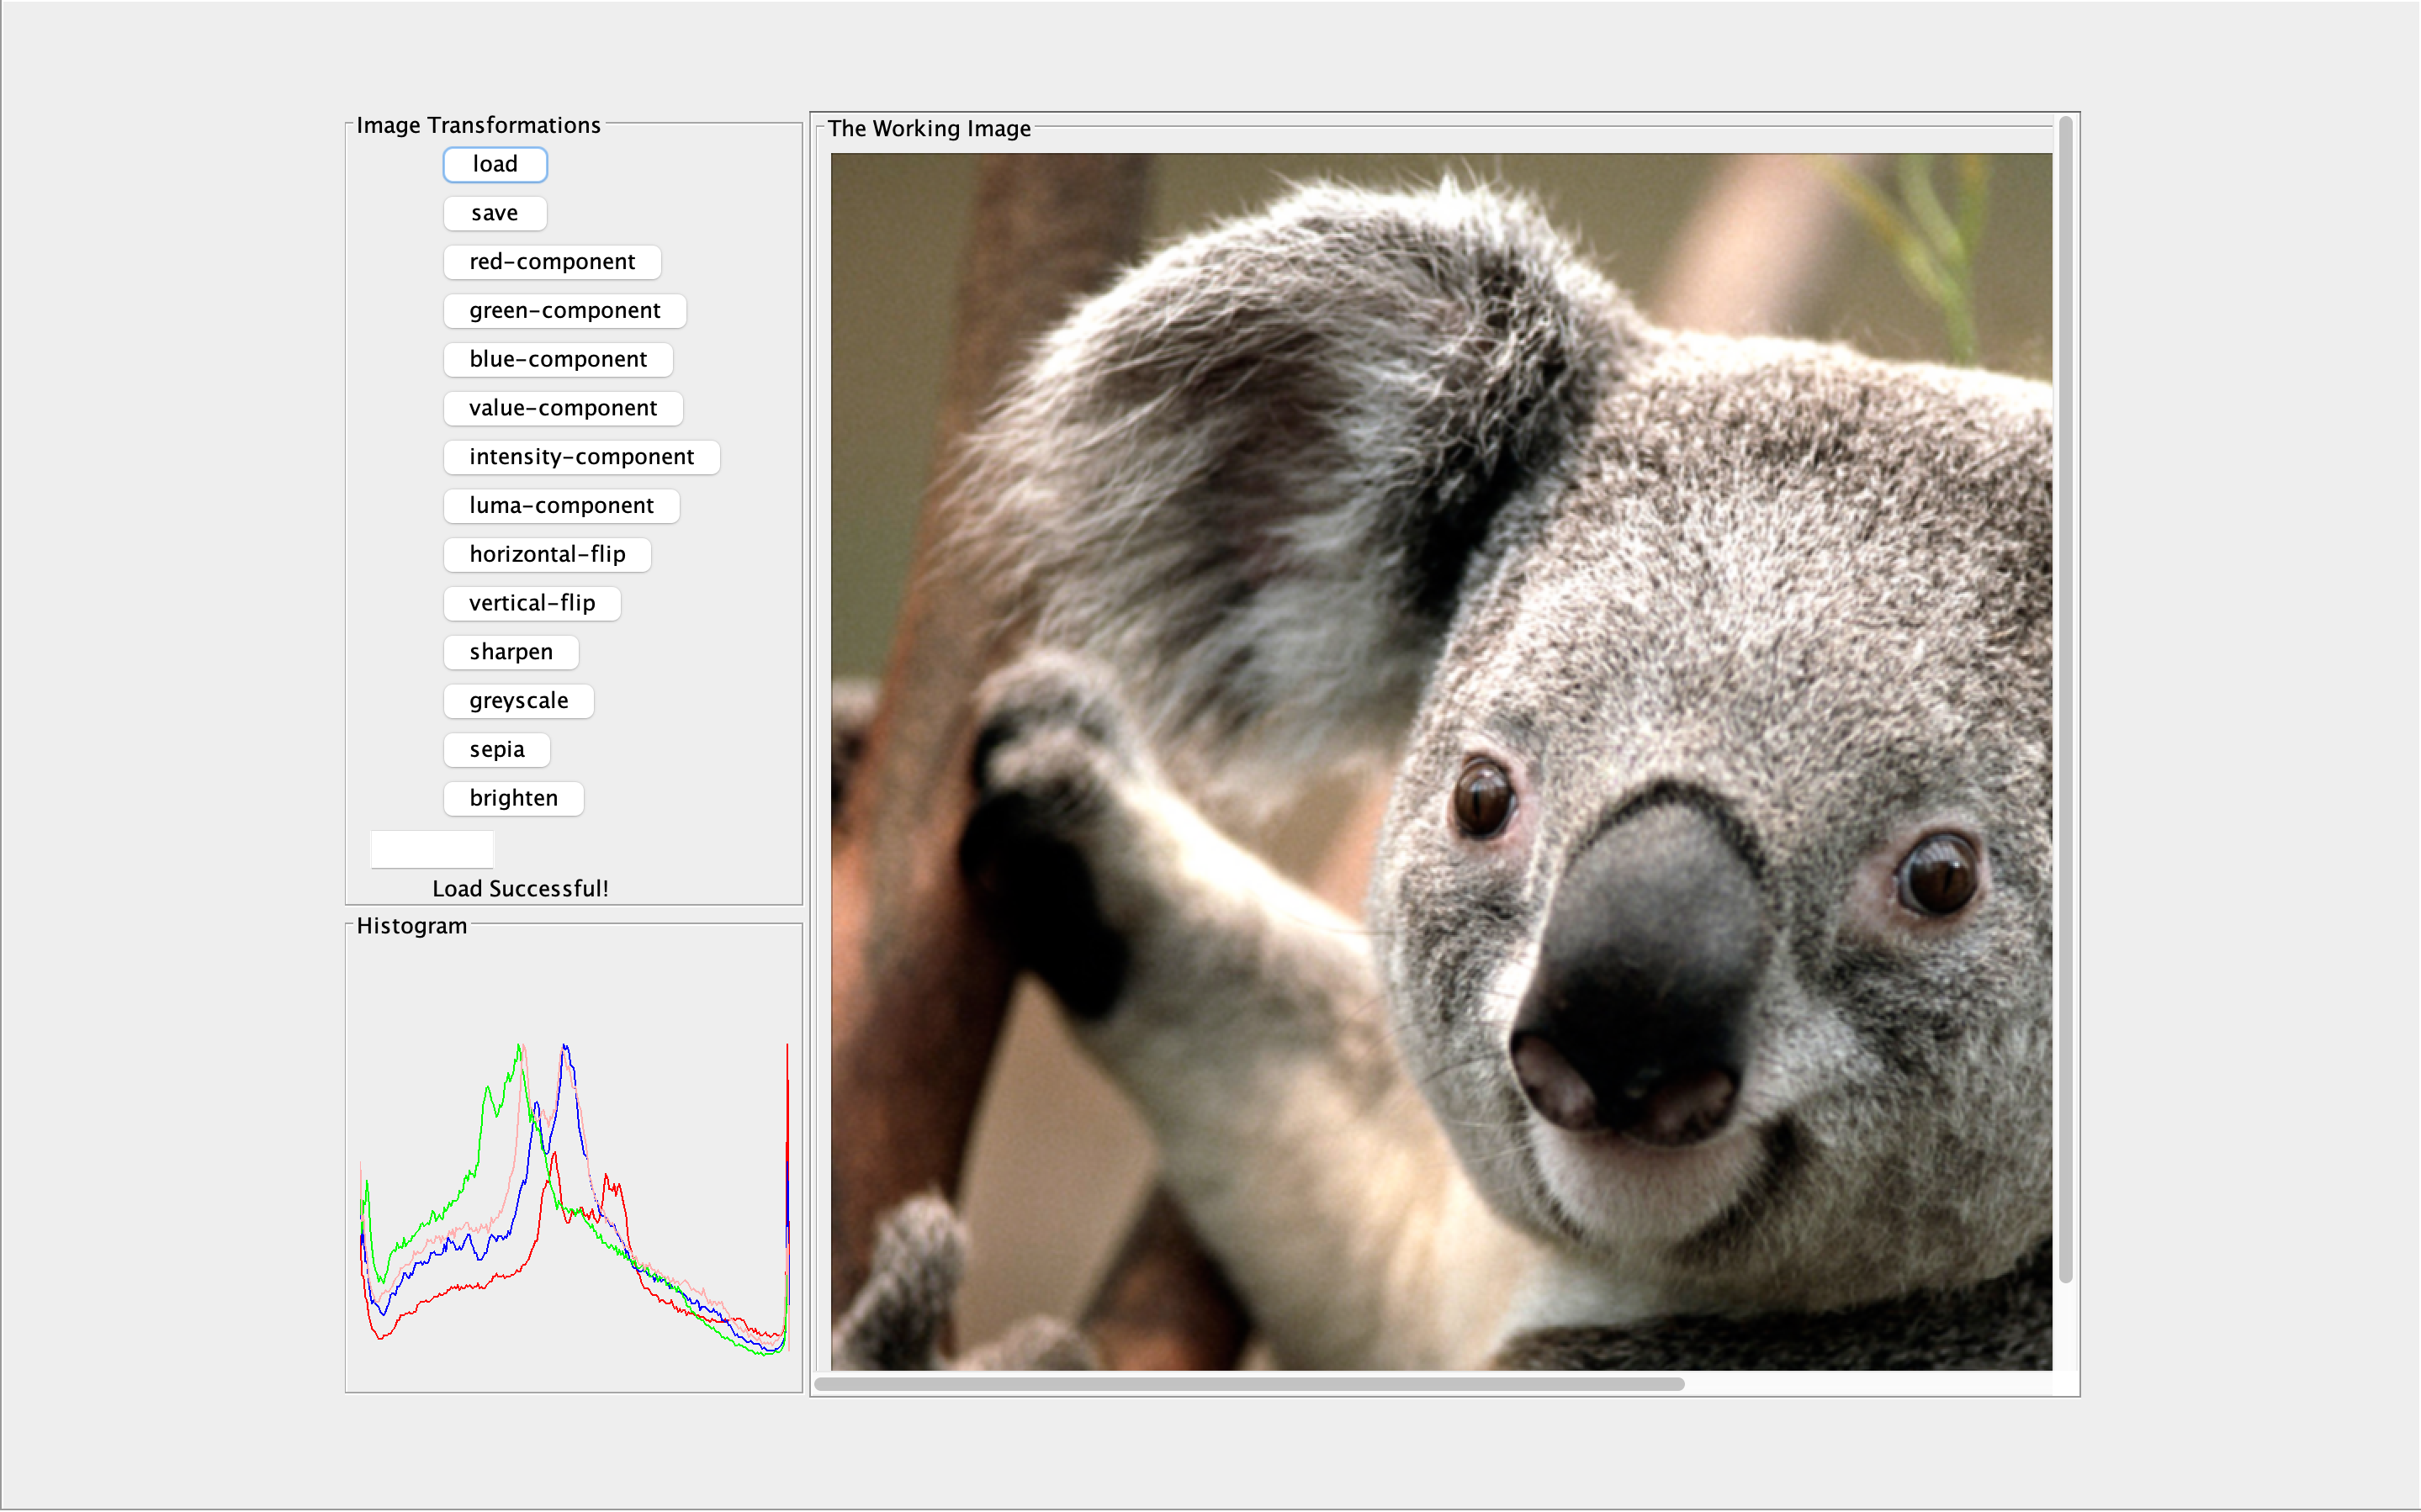 Image Transformations
load
save
red-component
green-component
blue-component
value-component
intensity-component
luma-component
horizontal-flip
vertical-flip
sharpen
greyscale
sepia
brighten
Load Successful!
Histogram
The Working Image